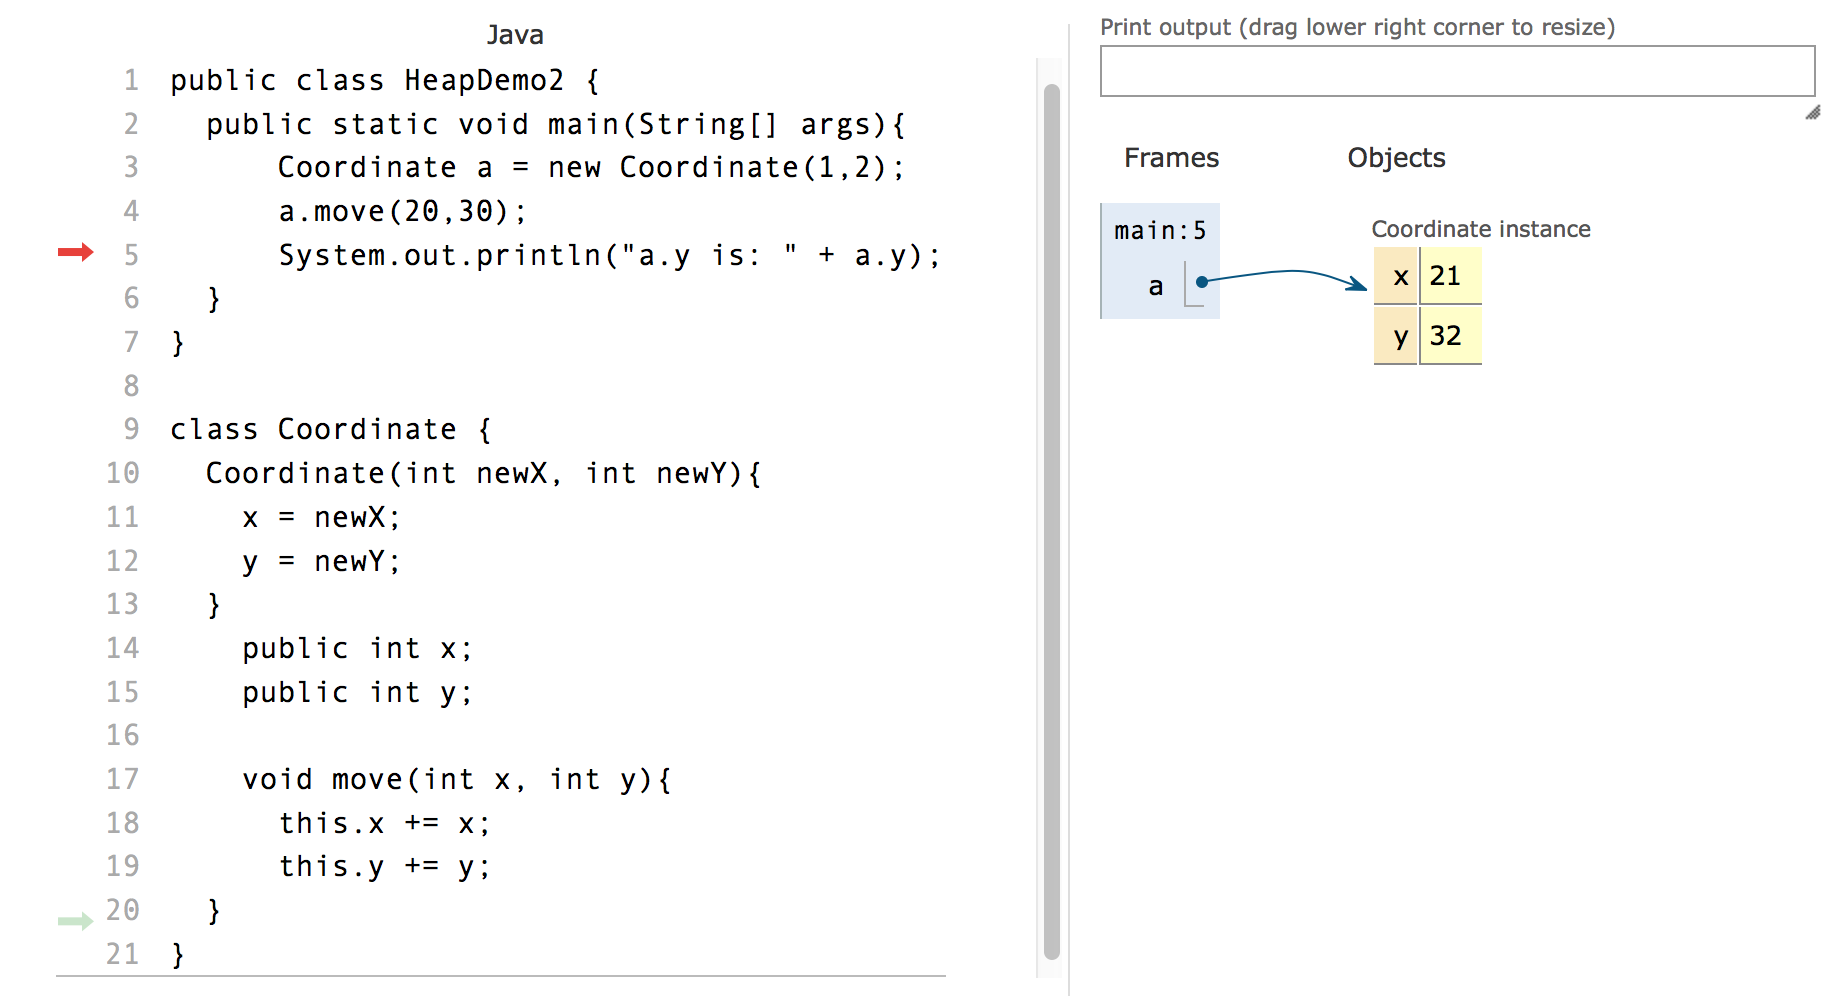 Java
1 public class HeapDemo2 {
2 public static void main(String[] args){
3 Coordinate a = new Coordinate(1,2);
4 a.move(20,30);
5 System.out.println("a.y is: " + a.y);
6 }
7 }
8
9 class Coordinate {
10 Coordinate(int newX, int newY){
11 x = newX;
12 y = newY;
13 }
14 public int x;
15 public int y;
16
17 void move(int x, int y){
18 this.x += x;
19 this.y += y;
20 }
21 }
Print output (drag lower right corner to resize)
Frames Objects
main:5
a
Coordinate instance
x 21
y 32